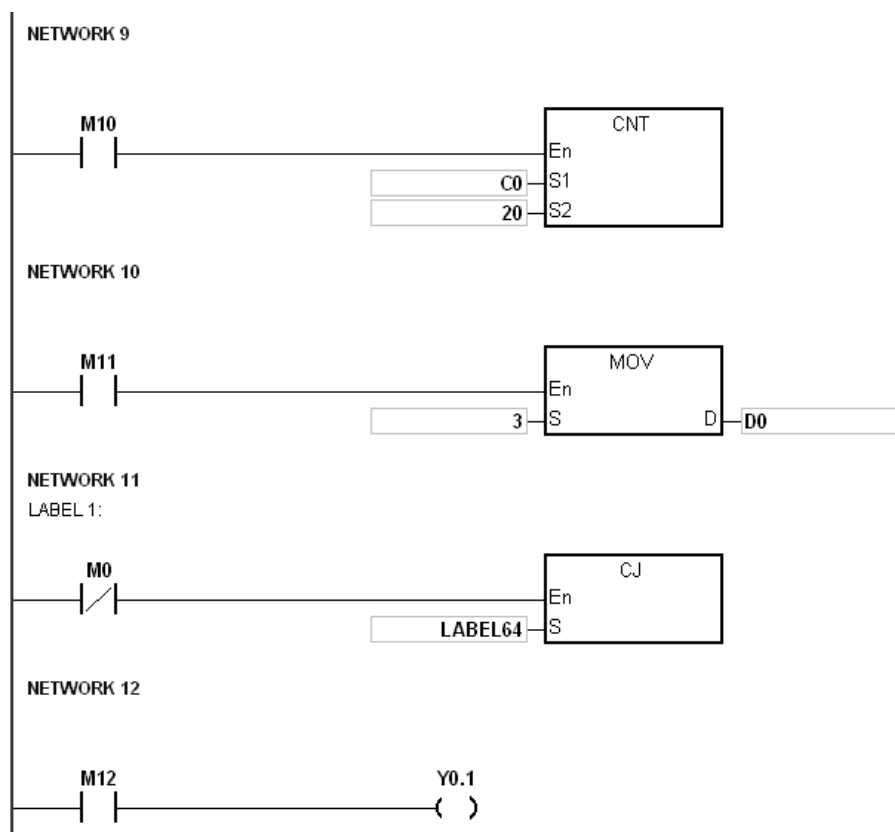 NETWORK 9
M10
CNT
En
C0 S1
20 S2
NETWORK 10
M11
MOV
En
3 S D D0
NETWORK 11
LABEL 1:
M0
CJ
En
LABEL64 S
NETWORK 12
M12 Y0.1